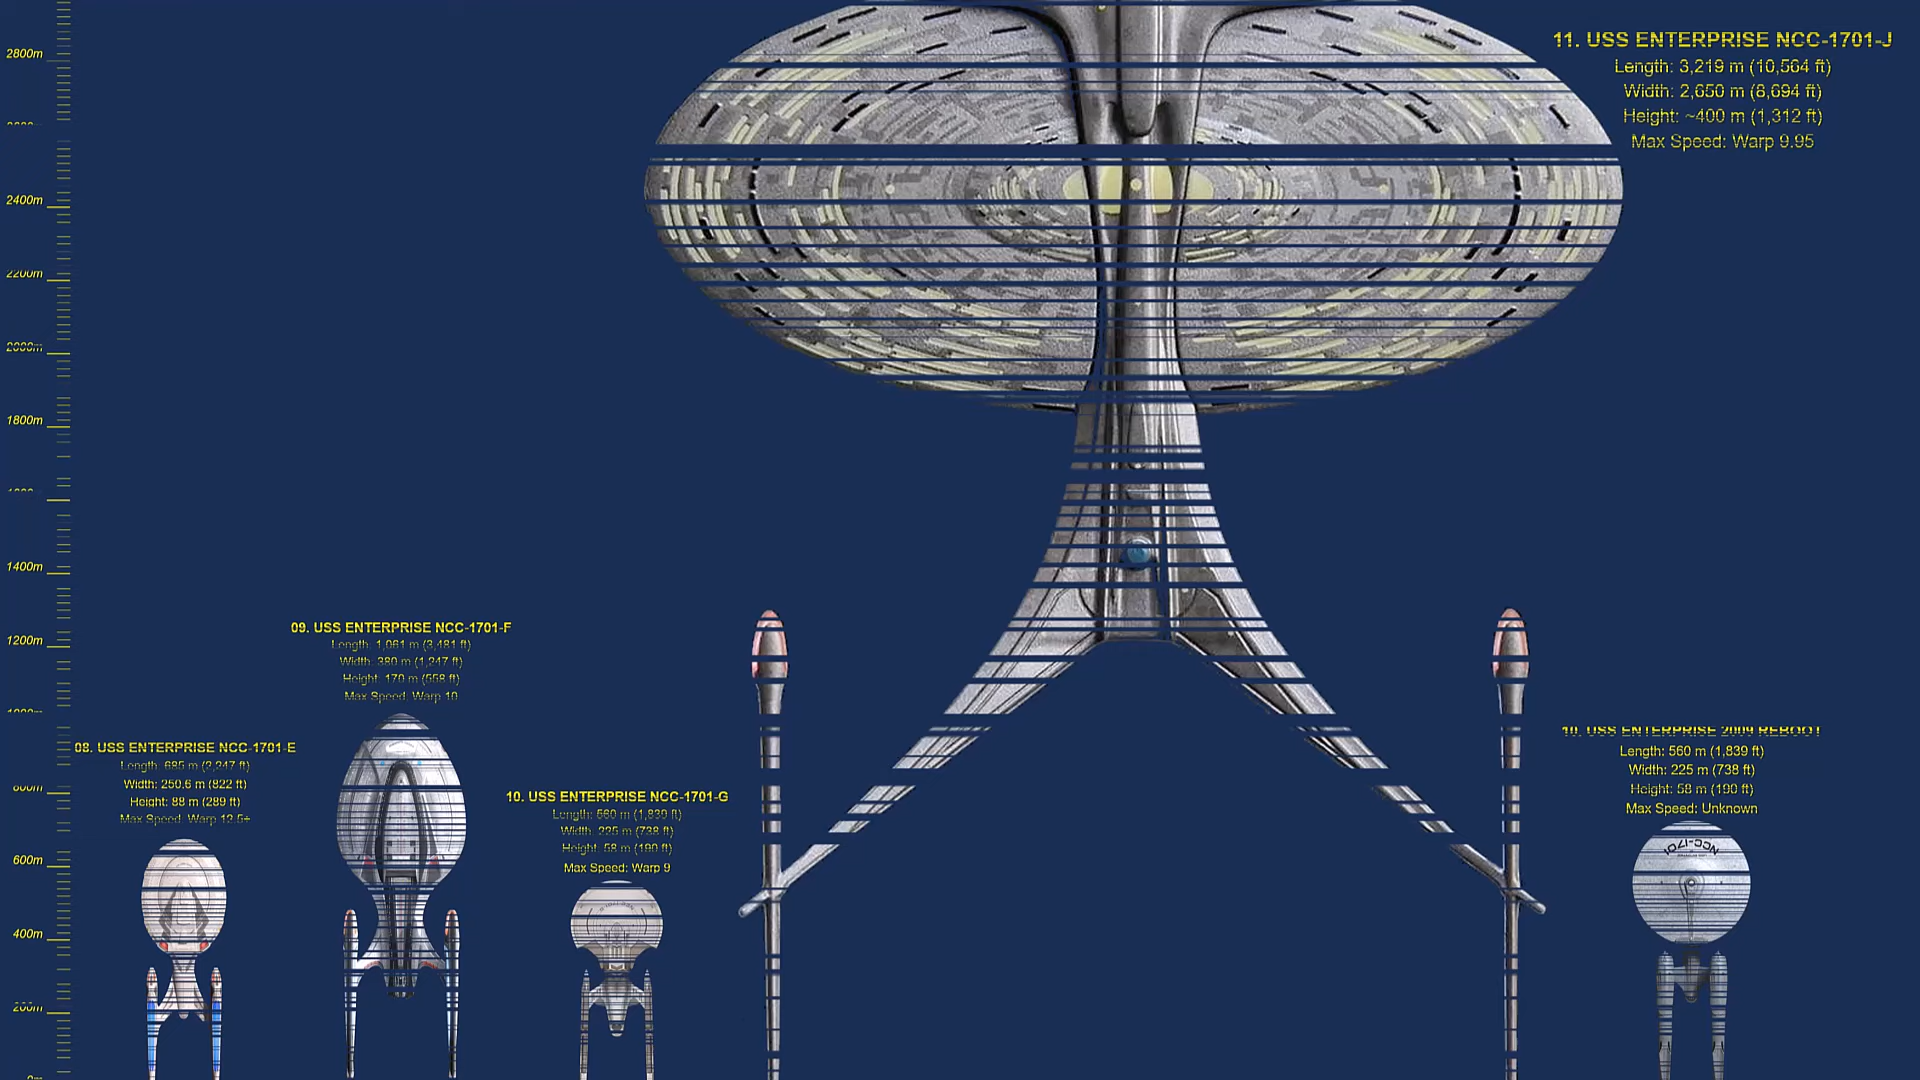 2800m
2400m
2200m
2000m
1800m
1400m
1200m
800m
600m
400m
200m
0m
11. USS ENTERPRISE NCC-1701-J
Length: 3,219 m (10,564 ft)
Width: 2,650 m (8,694 ft)
Height: ~400 m (1,312 ft)
Max Speed: Warp 9.95
09. USS ENTERPRISE NCC-1701-F
Length: 1,061 m (3,481 ft)
Width: 380 m (1,247 ft)
Height: 170 m (558 ft)
Max Speed: Warp 10
08. USS ENTERPRISE NCC-1701-E
Length: 685 m (2,247 ft)
Width: 250.6 m (822 ft)
Height: 88 m (289 ft)
Max Speed: Warp
10. USS ENTERPRISE NCC-1701-G
Length: 560 m (1,839 ft)
Width: 225 m (738 ft)
Height: 58 m (190 ft)
Max Speed: Warp 9
10. USS ENTERPRISE 2009 REBOOT
Length: 560 m (1,839 ft)
Width: 225 m (738 ft)
Height: 58 m (190 ft)
Max Speed: Unknown
NCC-1701